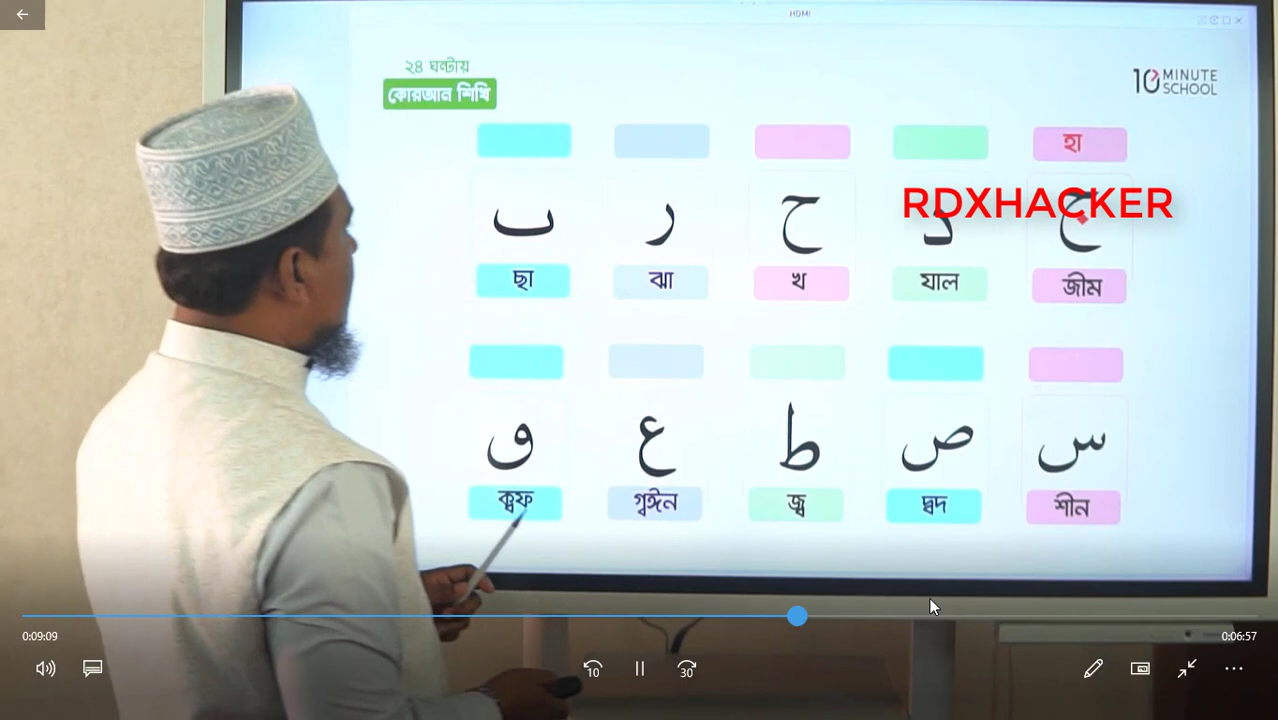 HDMI
২৪ ঘন্টায়
কোরআন শিখি
10 MINUTE SCHOOL
হা
RDXHACKER
ب ر ح د ج
ছা ঝা খ যাল জীম
ق ع ط ص س
ক্বফ গ্বঈন জ্ব দ্বদ শীন
0:09:09
0:06:57
10
30